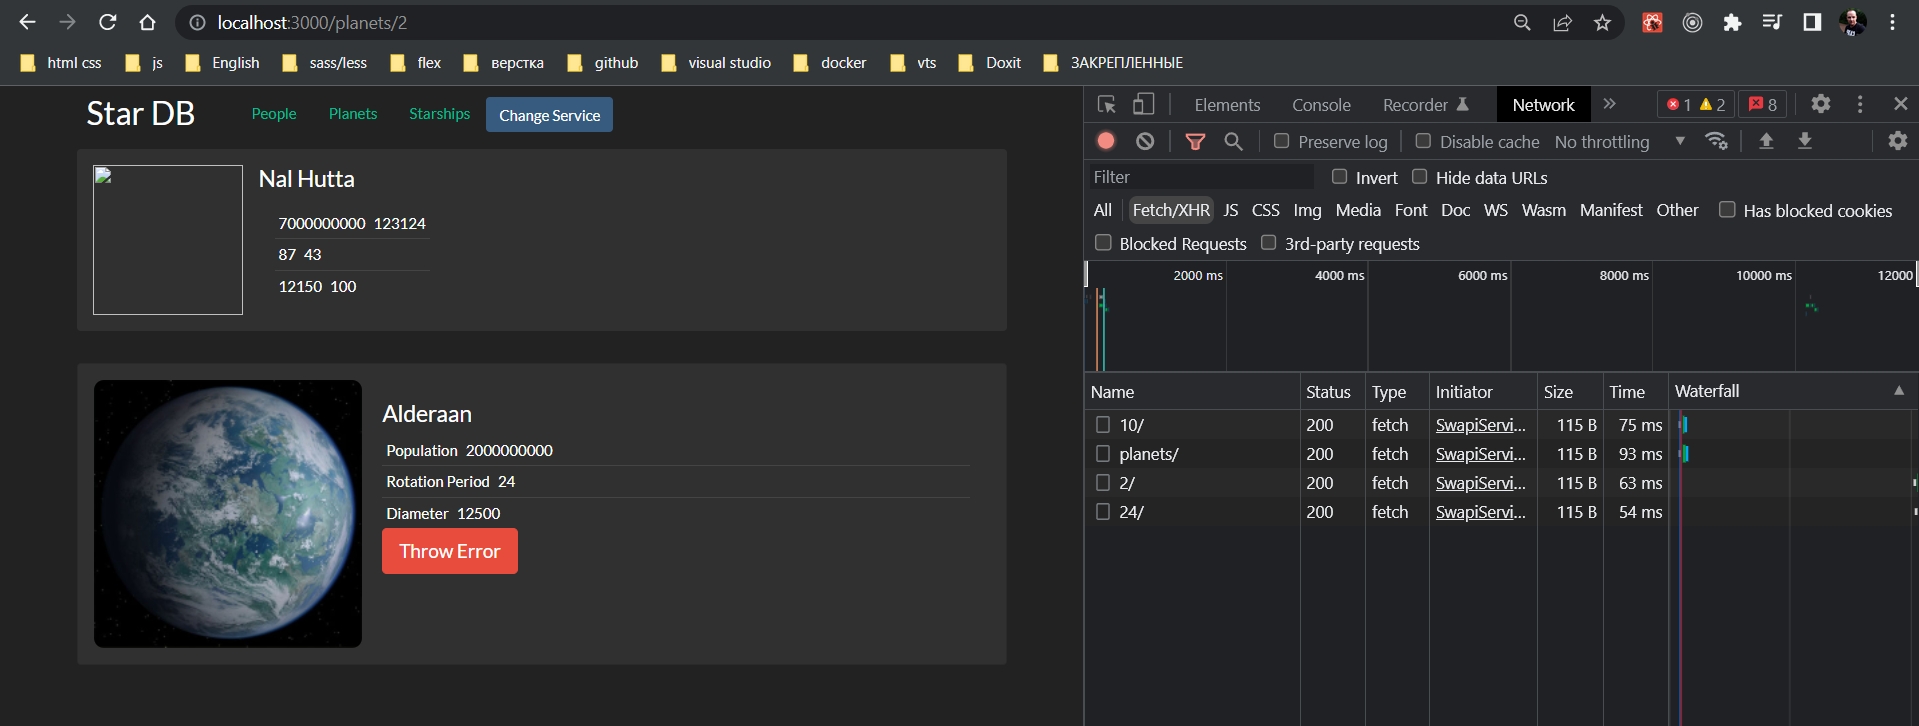 localhost:3000/planets/2
html css js English sass/less flex верстка github visual studio docker vts Doxit ЗАКРЕПЛЕННЫЕ
Star DB People Planets Starships Change Service
Nal Hutta
7000000000 123124
87 43
12150 100
Alderaan
Population 2000000000
Rotation Period 24
Diameter 12500
Throw Error
Elements Console Recorder Network » 1 2 8
Preserve log Disable cache No throttling
Filter Invert Hide data URLs
All Fetch/XHR JS CSS Img Media Font Doc WS Wasm Manifest Other Has blocked cookies
Blocked Requests 3rd-party requests
2000 ms 4000 ms 6000 ms 8000 ms 10000 ms 12000
Name Status Type Initiator Size Time Waterfall
10/ 200 fetch SwapiServi... 115 B 75 ms
planets/ 200 fetch SwapiServi... 115 B 93 ms
2/ 200 fetch SwapiServi... 115 B 63 ms
24/ 200 fetch SwapiServi... 115 B 54 ms